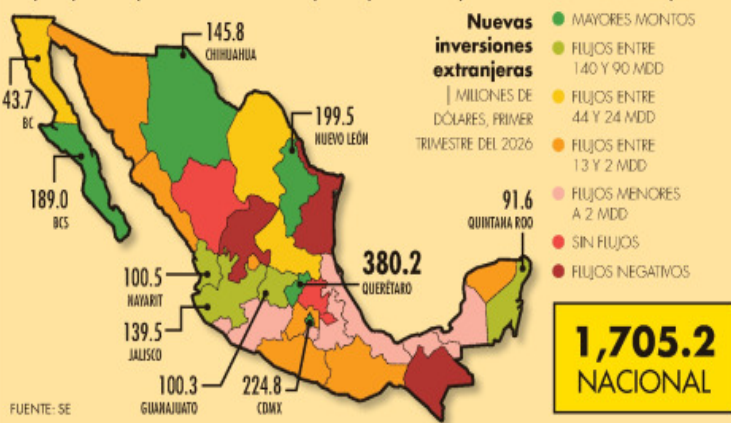 Nuevas
inversiones
extranjeras
| MILLONES DE
DÓLARES, PRIMER
TRIMESTRE DEL 2026
MAYORES MONTOS
FLUJOS ENTRE
140 Y 90 MDD
FLUJOS ENTRE
44 Y 24 MDD
FLUJOS ENTRE
13 Y 2 MDD
FLUJOS MENORES
A 2 MDD
SIN FLUJOS
FLUJOS NEGATIVOS
145.8
CHIHUAHUA
43.7
BC
199.5
NUEVO LEÓN
189.0
BCS
91.6
QUINTANA ROO
100.5
NAYARIT
380.2
QUERÉTARO
139.5
JALISCO
100.3
GUANAJUATO
224.8
CDMX
1,705.2
NACIONAL
FUENTE: SE